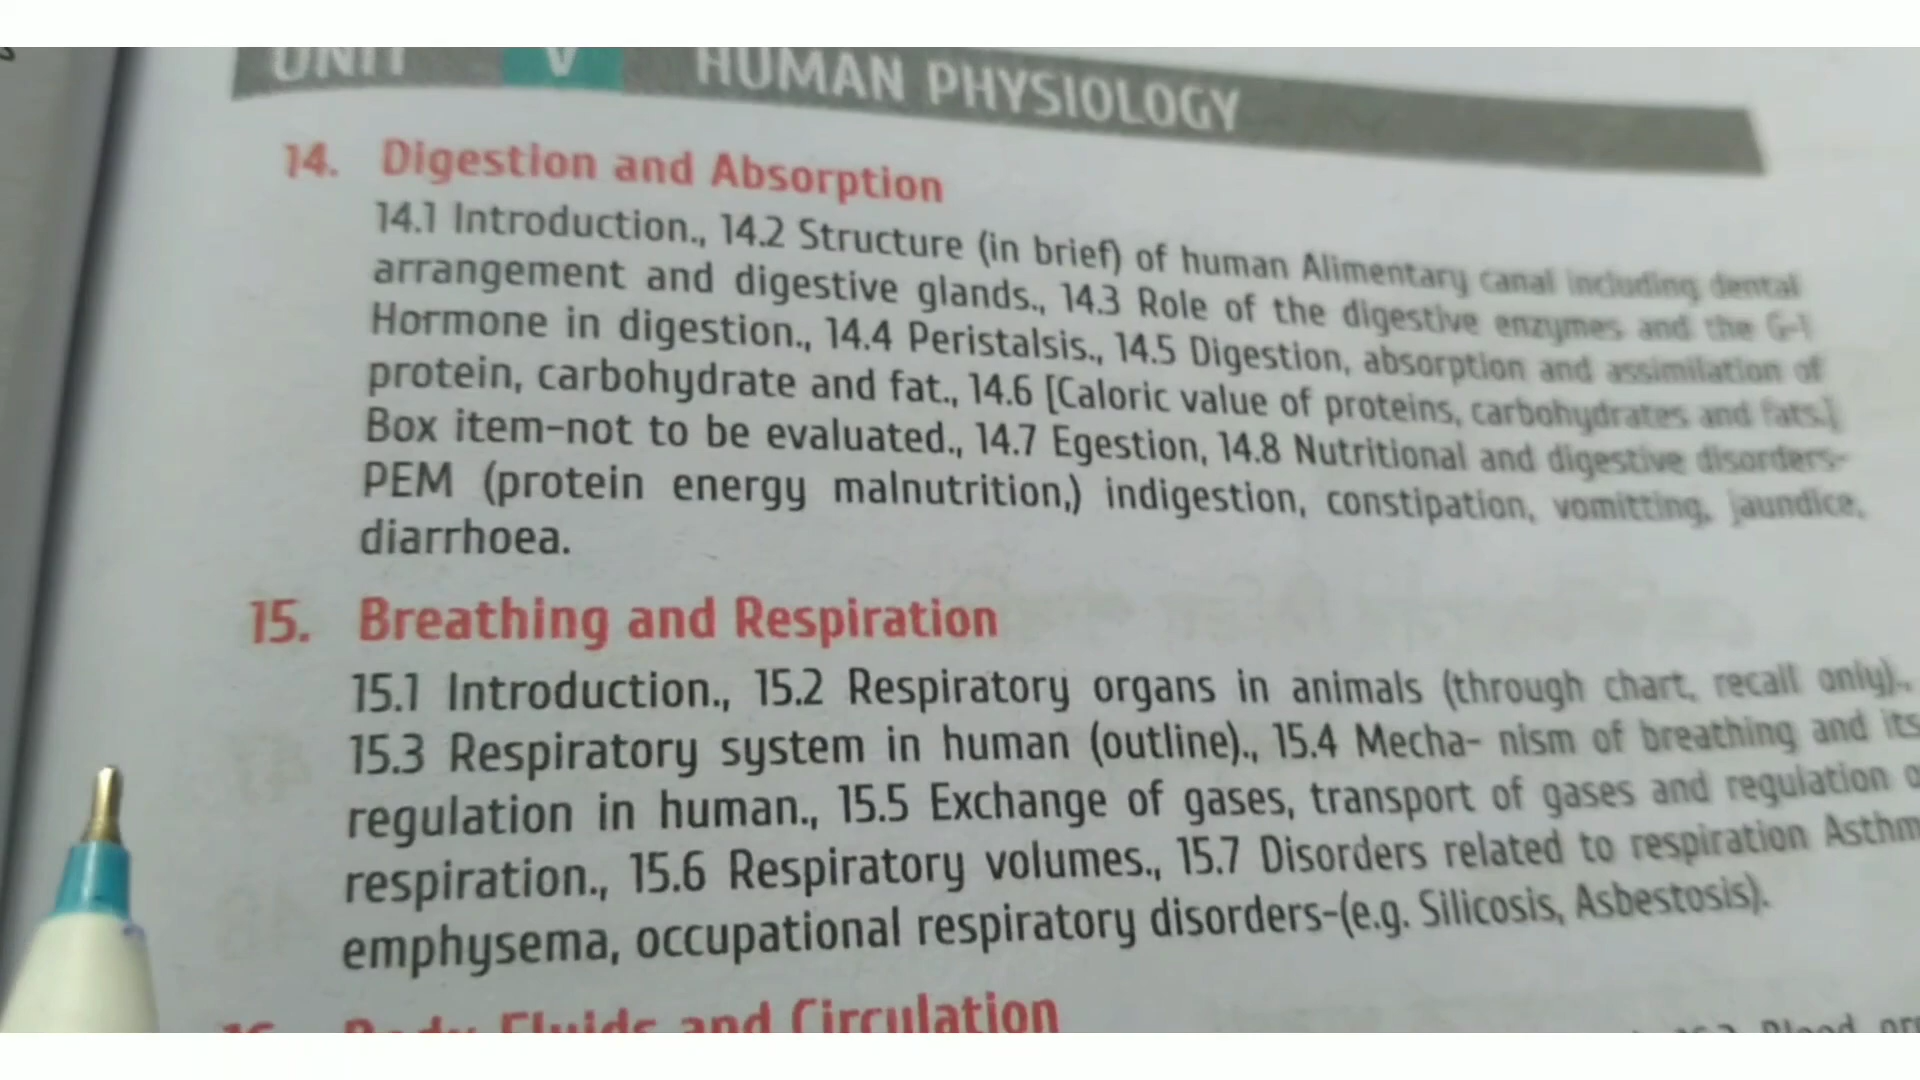 UNIT V HUMAN PHYSIOLOGY
14. Digestion and Absorption
14.1 Introduction., 14.2 Structure (in brief) of human Alimentary canal including dental
arrangement and digestive glands., 14.3 Role of the digestive enzymes and the G-I
Hormone in digestion., 14.4 Peristalsis., 14.5 Digestion, absorption and assimilation of
protein, carbohydrate and fat., 14.6 [Caloric value of proteins, carbohydrates and fats.]
Box item-not to be evaluated., 14.7 Egestion, 14.8 Nutritional and digestive disorders-
PEM (protein energy malnutrition,) indigestion, constipation, vomitting, jaundice,
diarrhoea.
15. Breathing and Respiration
15.1 Introduction., 15.2 Respiratory organs in animals (through chart, recall only).,
15.3 Respiratory system in human (outline)., 15.4 Mecha- nism of breathing and its
regulation in human., 15.5 Exchange of gases, transport of gases and regulation
respiration., 15.6 Respiratory volumes., 15.7 Disorders related to respiration Asthm
emphysema, occupational respiratory disorders-(e.g. Silicosis, Asbestosis).
16. Body Fluids and Circulation
Blood